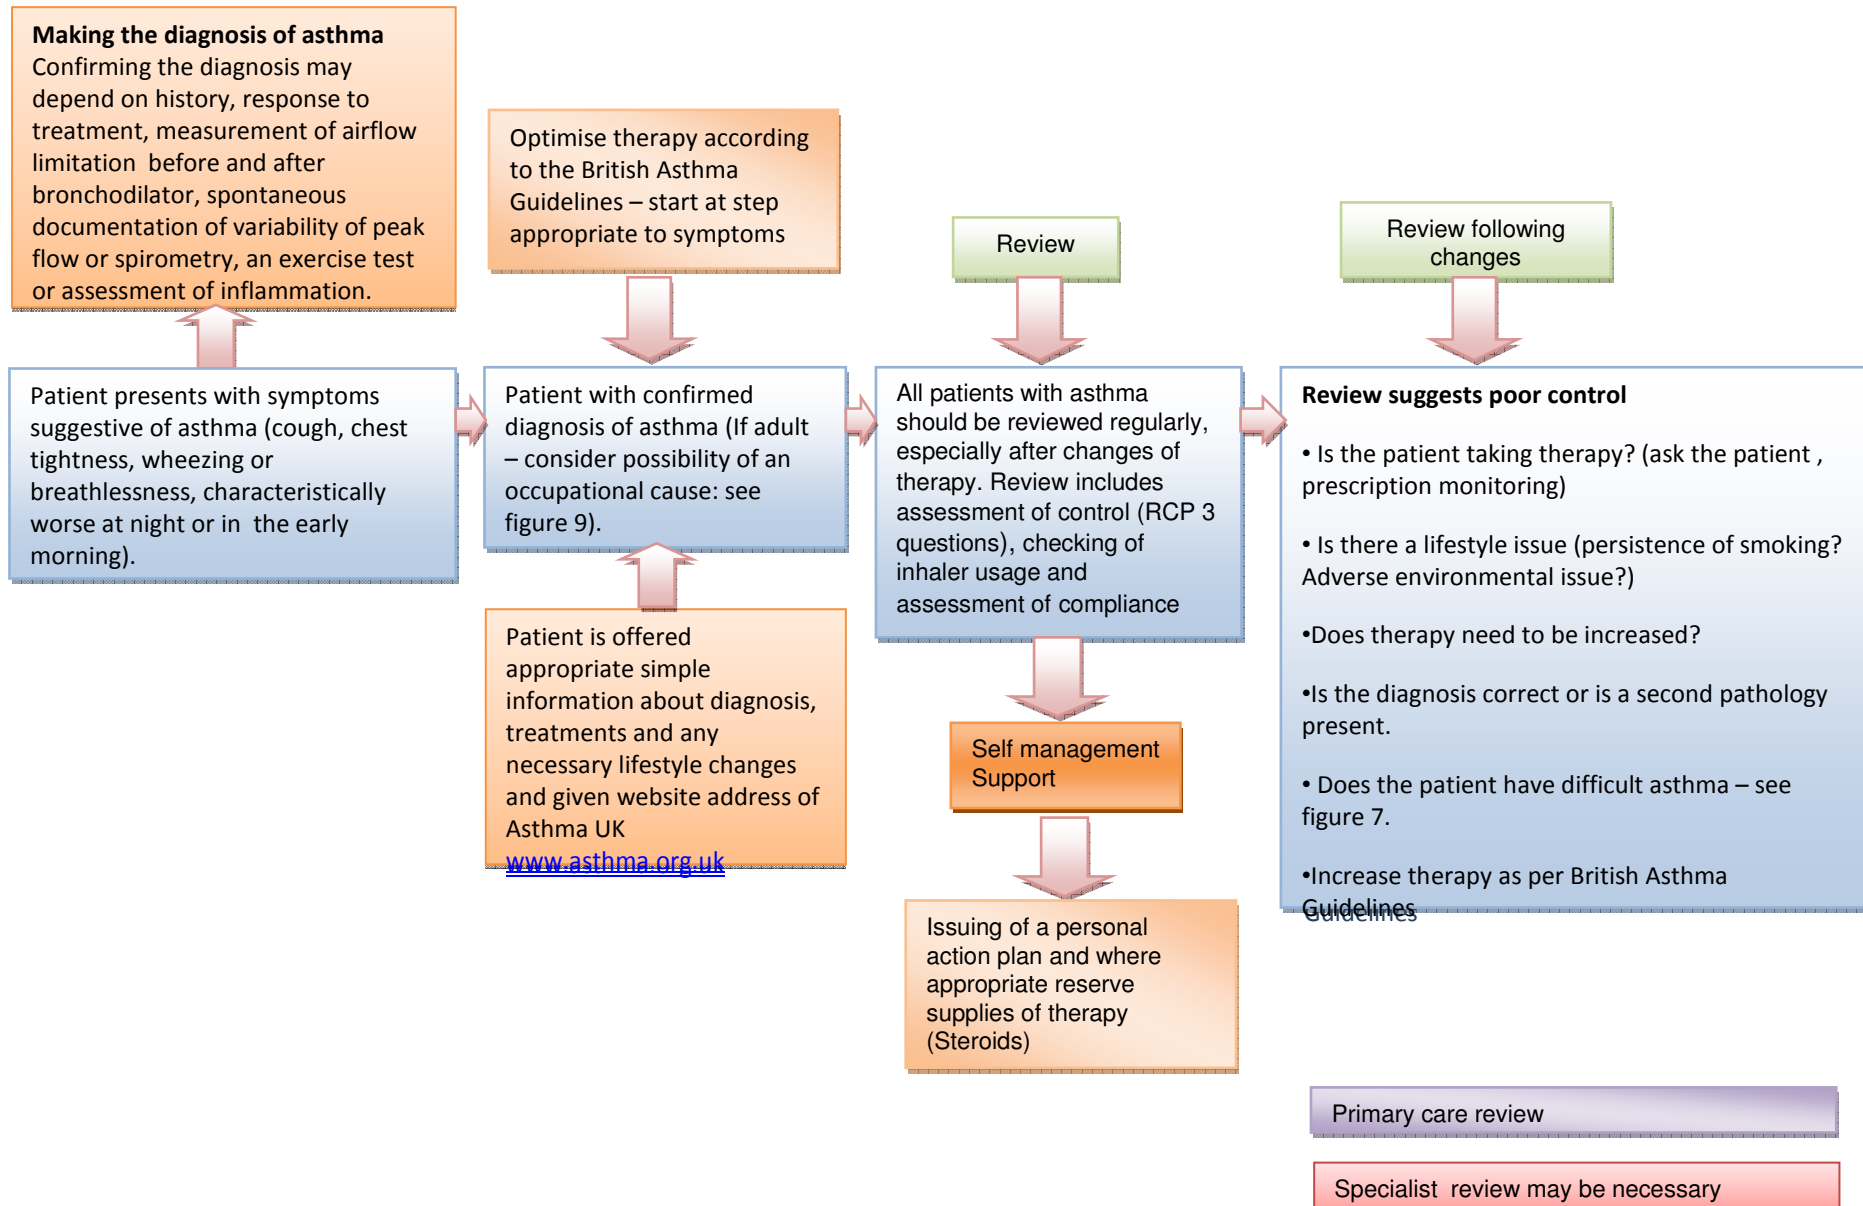 Making the diagnosis of asthma
Confirming the diagnosis may
depend on history, response to
treatment, measurement of airflow
limitation before and after
bronchodilator, spontaneous
documentation of variability of peak
flow or spirometry, an exercise test
or assessment of inflammation.
Optimise therapy according
to the British Asthma
Guidelines – start at step
appropriate to symptoms
Review
Review following
changes
Patient presents with symptoms
suggestive of asthma (cough, chest
tightness, wheezing or
breathlessness, characteristically
worse at night or in the early
morning).
Patient with confirmed
diagnosis of asthma (If adult
– consider possibility of an
occupational cause: see
figure 9).
All patients with asthma
should be reviewed regularly,
especially after changes of
therapy. Review includes
assessment of control (RCP 3
questions), checking of
inhaler usage and
assessment of compliance
Review suggests poor control
• Is the patient taking therapy? (ask the patient ,
prescription monitoring)
• Is there a lifestyle issue (persistence of smoking?
Adverse environmental issue?)
•Does therapy need to be increased?
•Is the diagnosis correct or is a second pathology
present.
• Does the patient have difficult asthma – see
figure 7.
•Increase therapy as per British Asthma
Guidelines
Patient is offered
appropriate simple
information about diagnosis,
treatments and any
necessary lifestyle changes
and given website address of
Asthma UK
www.asthma.org.uk
Self management
Support
Issuing of a personal
action plan and where
appropriate reserve
supplies of therapy
(Steroids)
Primary care review
Specialist review may be necessary